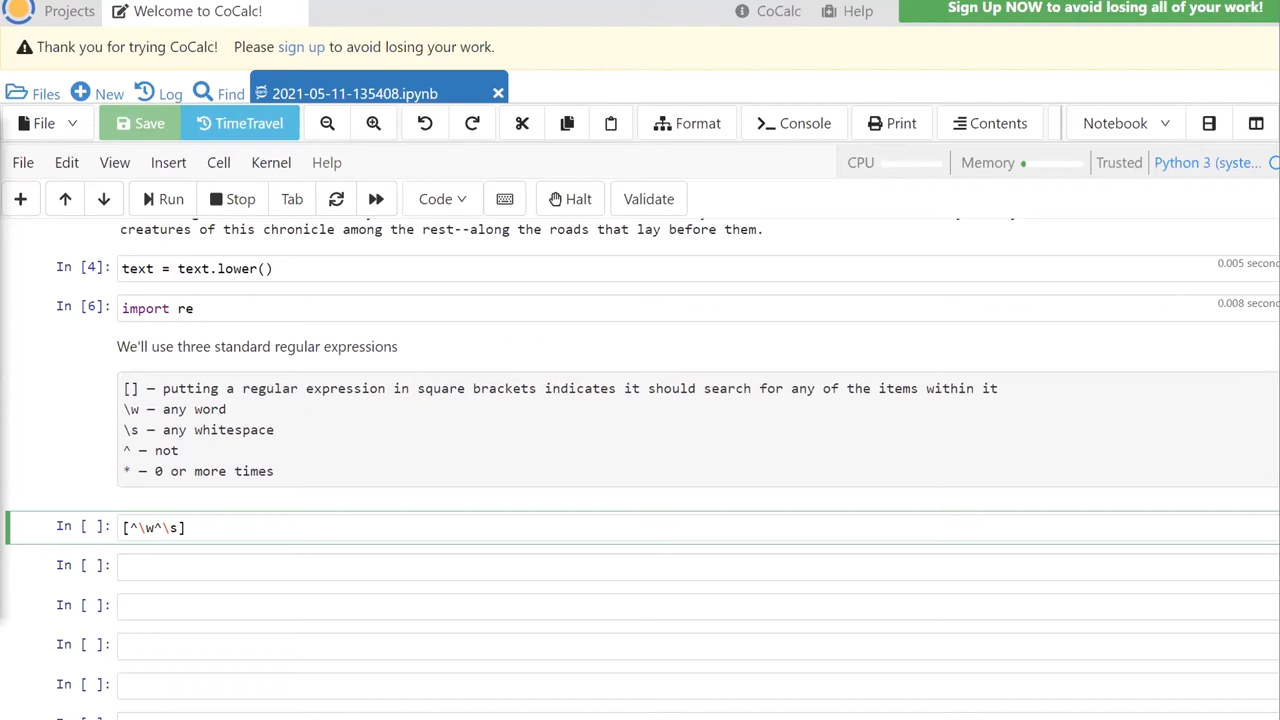 Projects
Welcome to CoCalc!
CoCalc
Help
Sign Up NOW to avoid losing all of your work!
Thank you for trying CoCalc! Please sign up to avoid losing your work.
Files
New
Log
Find
2021-05-11-135408.ipynb
File
Save
TimeTravel
Format
Console
Print
Contents
Notebook
File Edit View Insert Cell Kernel Help
CPU
Memory
Trusted
Python 3 (syste...
Run
Stop
Tab
Code
Halt
Validate
creatures of this chronicle among the rest--along the roads that lay before them.
In [4]: text = text.lower()
0.005 second
In [6]: import re
0.008 second
We'll use three standard regular expressions
[] — putting a regular expression in square brackets indicates it should search for any of the items within it
\w — any word
\s — any whitespace
^ — not
* — 0 or more times
In [ ]: [^\w^\s]
In [ ]:
In [ ]:
In [ ]:
In [ ]: